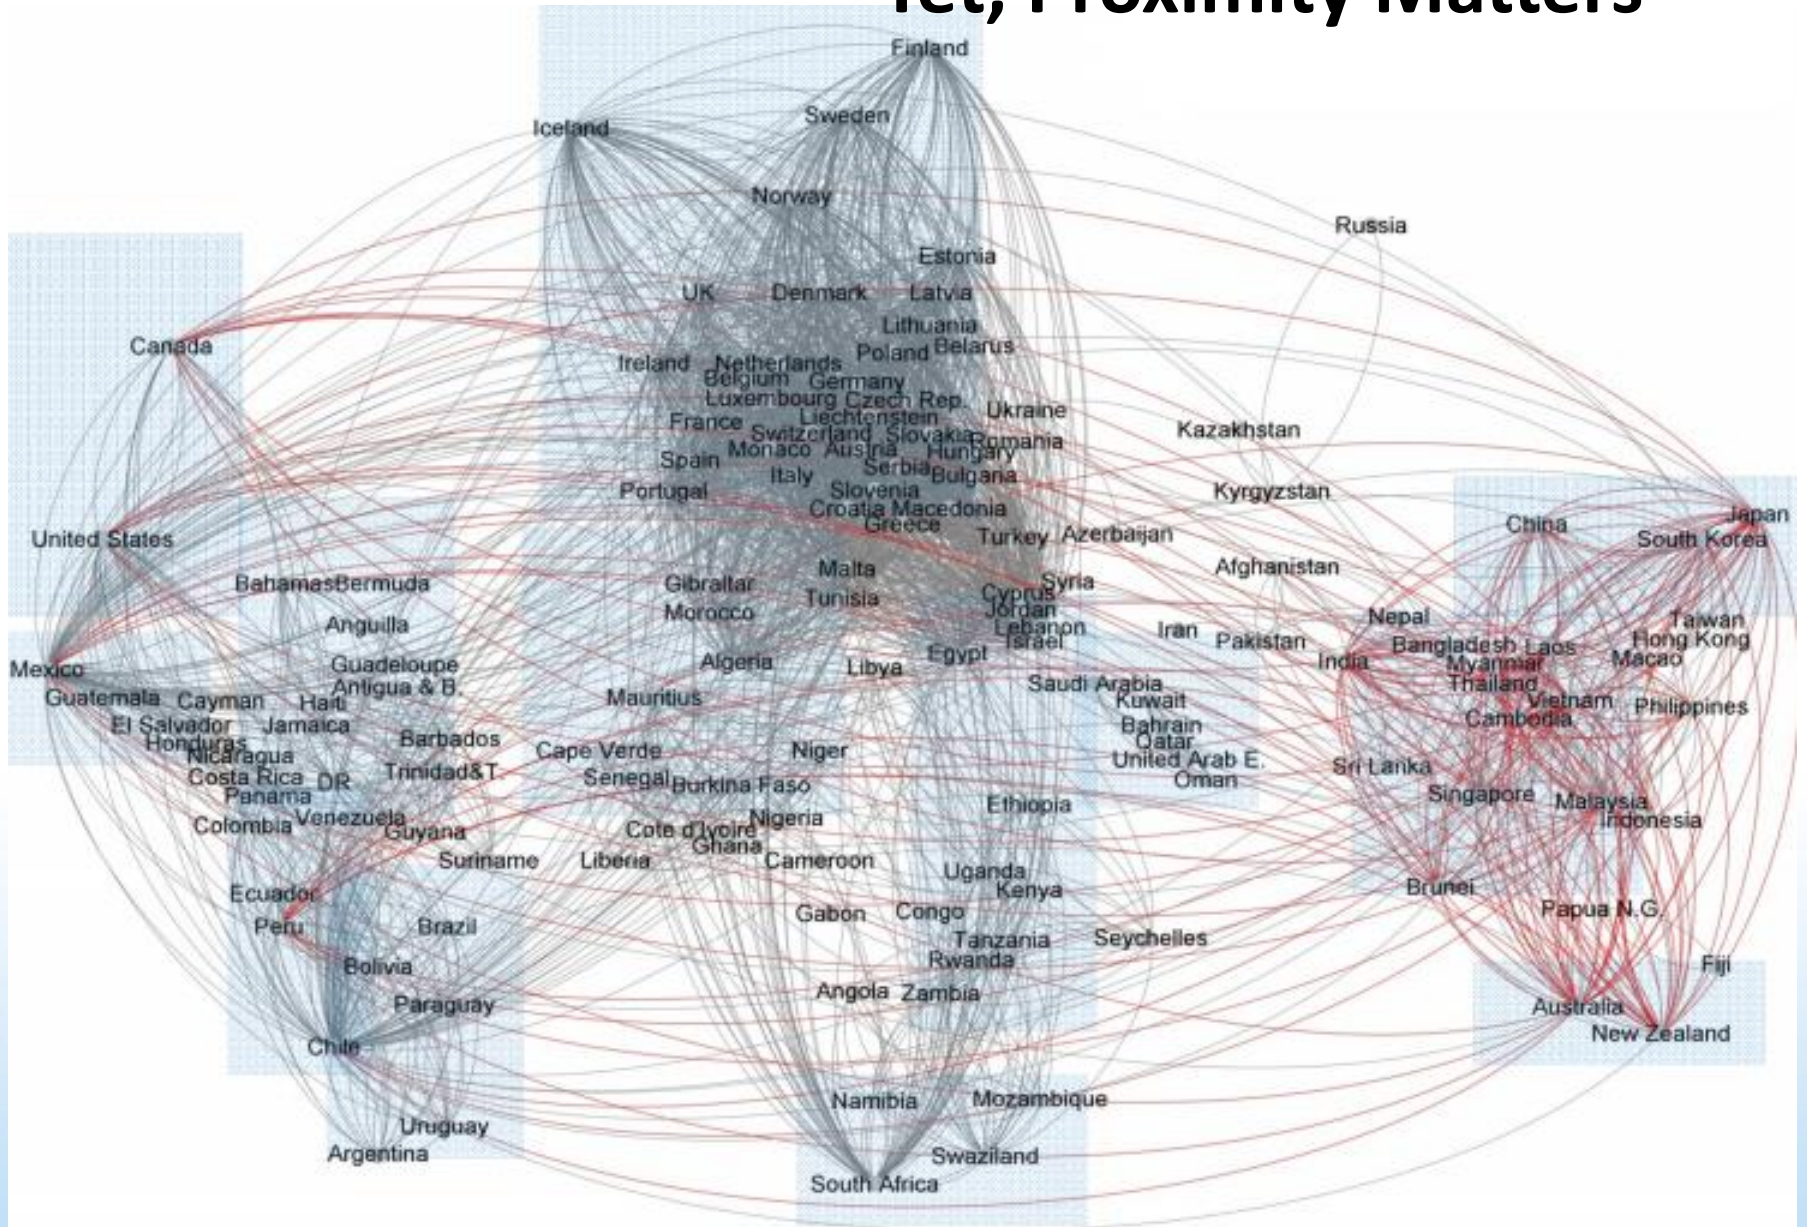 Yet, Proximity Matters
Finland
Sweden
Iceland
Norway
Russia
Estonia
UK Denmark Latvia
Lithuania
Canada
Ireland Netherlands Poland Belarus
Belgium Germany
Luxembourg Czech Rep.
Ukraine
France Liechtenstein
Kazakhstan
Switzerland Slovakia Romania
Monaco Austria Hungary
Spain Serbia
Italy Bulgaria
Portugal Slovenia Kyrgyzstan
Croatia Macedonia
Greece
Japan
China
United States
Turkey Azerbaijan
South Korea
Malta
Afghanistan
Bahamas Bermuda
Gibraltar
Syria
Cyprus
Tunisia
Morocco
Jordan
Nepal
Taiwan
Anguilla
Lebanon
Iran
Israel
Pakistan
Hong Kong
Bangladesh Laos
Mexico
Guadeloupe
Algeria
Libya
Egypt
India
Myanmar
Macao
Antigua & B.
Saudi Arabia
Thailand
Guatemala Cayman Haiti
Mauritius
Kuwait
Vietnam
Philippines
El Salvador Jamaica
Bahrain
Cambodia
Honduras
Barbados
Qatar
Nicaragua
Cape Verde
Niger
United Arab E.
Costa Rica DR
Trinidad&T.
Senegal
Burkina Faso
Oman
Sri Lanka
Panama
Ethiopia
Singapore
Malaysia
Colombia Venezuela
Guyana
Cote d'Ivoire
Nigeria
Indonesia
Ghana
Suriname
Liberia
Cameroon
Uganda
Ecuador
Kenya
Brunei
Peru
Brazil
Gabon
Congo
Papua N.G.
Tanzania
Seychelles
Bolivia
Rwanda
Fiji
Paraguay
Angola Zambia
Australia
Chile
New Zealand
Namibia
Mozambique
Uruguay
Argentina
Swaziland
South Africa